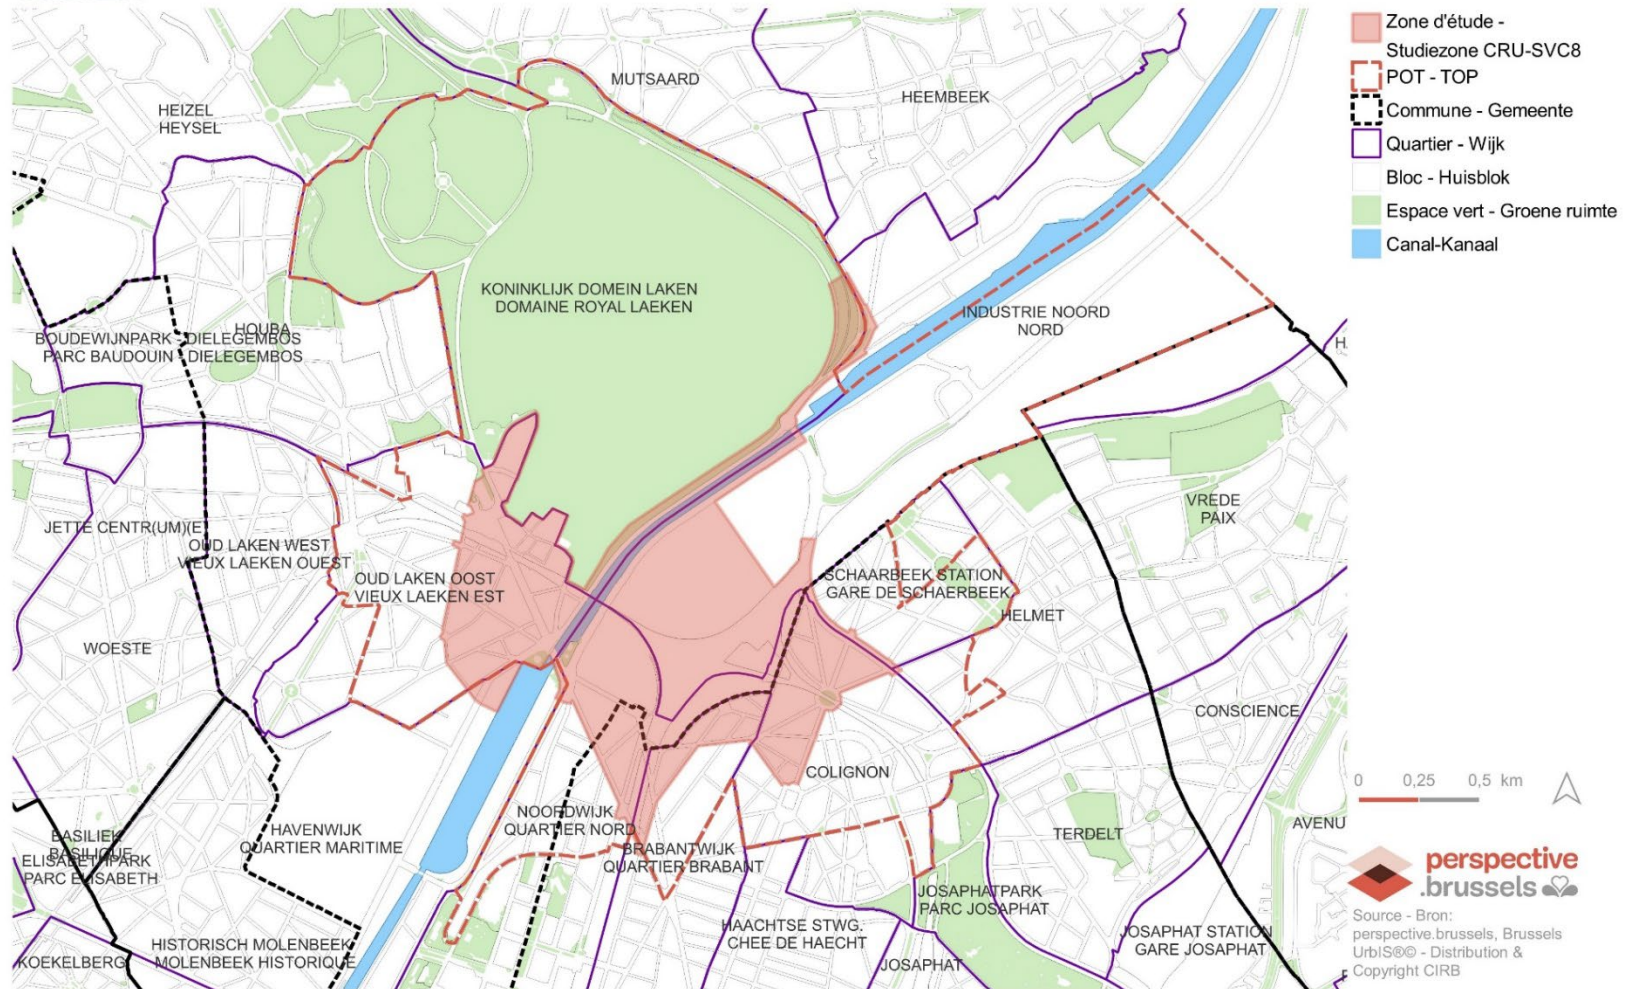 Zone d'étude -
Studiezone CRU-SVC8
POT - TOP
Commune - Gemeente
Quartier - Wijk
Bloc - Huisblok
Espace vert - Groene ruimte
Canal-Kanaal
MUTSAARD
HEEMBEEK
HEIZEL
HEYSEL
KONINKLIJK DOMEIN LAKEN
DOMAINE ROYAL LAEKEN
INDUSTRIE NOORD
NORD
HOUBA
BOUDEWIJNPARK - DIELEGEMBOS
PARC BAUDOUIN - DIELEGEMBOS
VREDE
PAIX
JETTE CENTR(UM)(E)
OUD LAKEN WEST
VIEUX LAEKEN OUEST
OUD LAKEN OOST
VIEUX LAEKEN EST
SCHAARBEEK STATION
GARE DE SCHAERBEEK
HELMET
WOESTE
CONSCIENCE
COLIGNON
0 0,25 0,5 km
NOORDWIJK
QUARTIER NORD
HAVENWIJK
QUARTIER MARITIME
TERDELT
AVENU
BASILIEK
BASILIQUE
ELISABETHPARK
PARC ELISABETH
BRABANTWIJK
QUARTIER BRABANT
JOSAPHATPARK
PARC JOSAPHAT
HAACHTSE STWG.
CHEE DE HAECHT
JOSAPHAT STATION
GARE JOSAPHAT
HISTORISCH MOLENBEEK
MOLENBEEK HISTORIQUE
KOEKELBERG
JOSAPHAT
perspective
.brussels
Source - Bron:
perspective.brussels, Brussels
UrbIS®© - Distribution &
Copyright CIRB